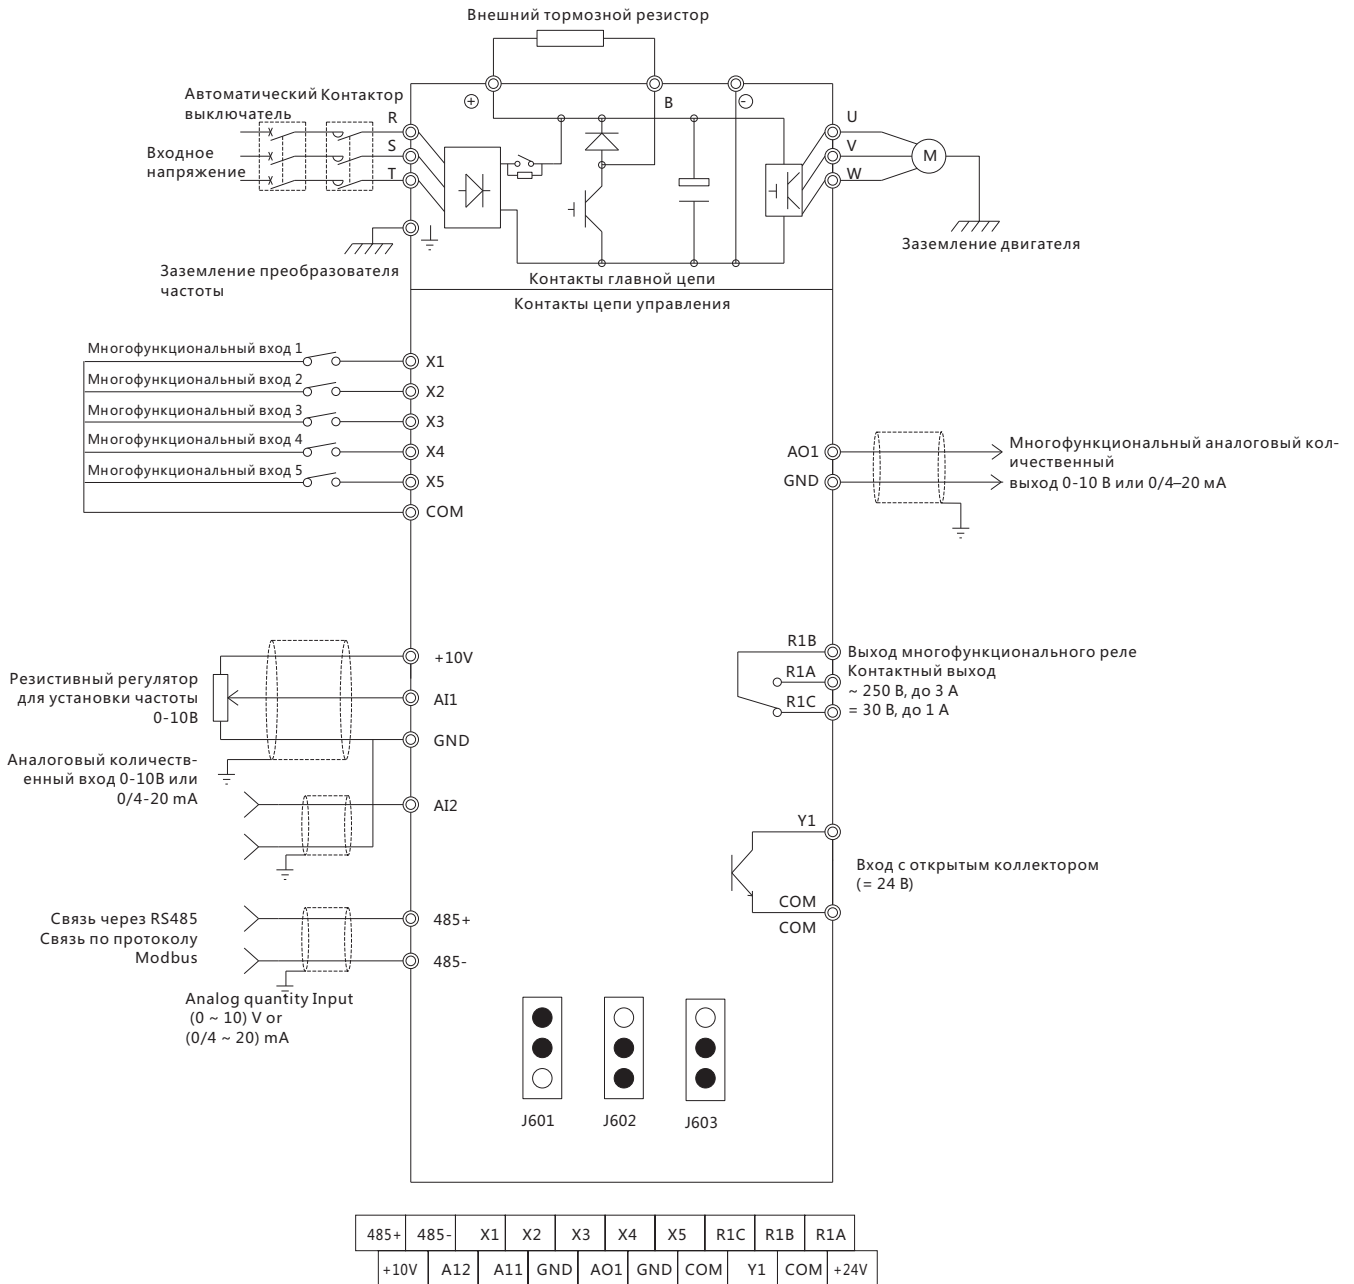 Внешний тормозной резистор
Автоматический Контактор
выключатель
Входное
напряжение
R
S
T
+
B
-
U
V
W
M
Заземление двигателя
Заземление преобразователя
частоты
Контакты главной цепи
Контакты цепи управления
Многофункциональный вход 1
X1
Многофункциональный вход 2
X2
Многофункциональный вход 3
X3
Многофункциональный вход 4
X4
Многофункциональный вход 5
X5
COM
AO1
GND
Многофункциональный аналоговый кол-
ичественный
выход 0-10 В или 0/4–20 мА
Резистивный регулятор
для установки частоты
0-10В
+10V
AI1
GND
Аналоговый количеств-
енный вход 0-10В или
0/4-20 mA
AI2
R1B
R1A
R1C
Выход многофункционального реле
Контактный выход
~ 250 В, до 3 А
= 30 В, до 1 А
Y1
COM
COM
Вход с открытым коллектором
(= 24 В)
Связь через RS485
Связь по протоколу
Modbus
485+
485-
Analog quantity Input
(0 ~ 10) V or
(0/4 ~ 20) mA
J601 J602 J603
485+ 485- X1 X2 X3 X4 X5 R1C R1B R1A
+10V A12 A11 GND AO1 GND COM Y1 COM +24V